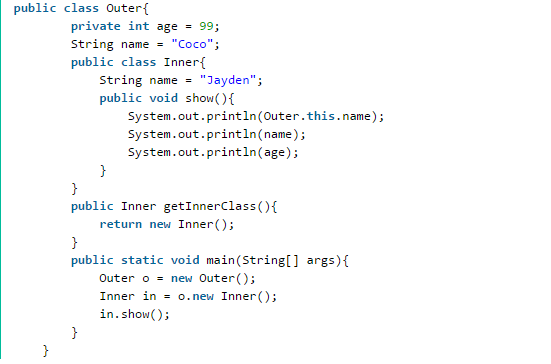 public class Outer{
        private int age = 99;
        String name = "Coco";
        public class Inner{
            String name = "Jayden";
            public void show(){
                System.out.println(Outer.this.name);
                System.out.println(name);
                System.out.println(age);
            }
        }
        public Inner getInnerClass(){
            return new Inner();
        }
        public static void main(String[] args){
            Outer o = new Outer();
            Inner in = o.new Inner();
            in.show();
        }
    }